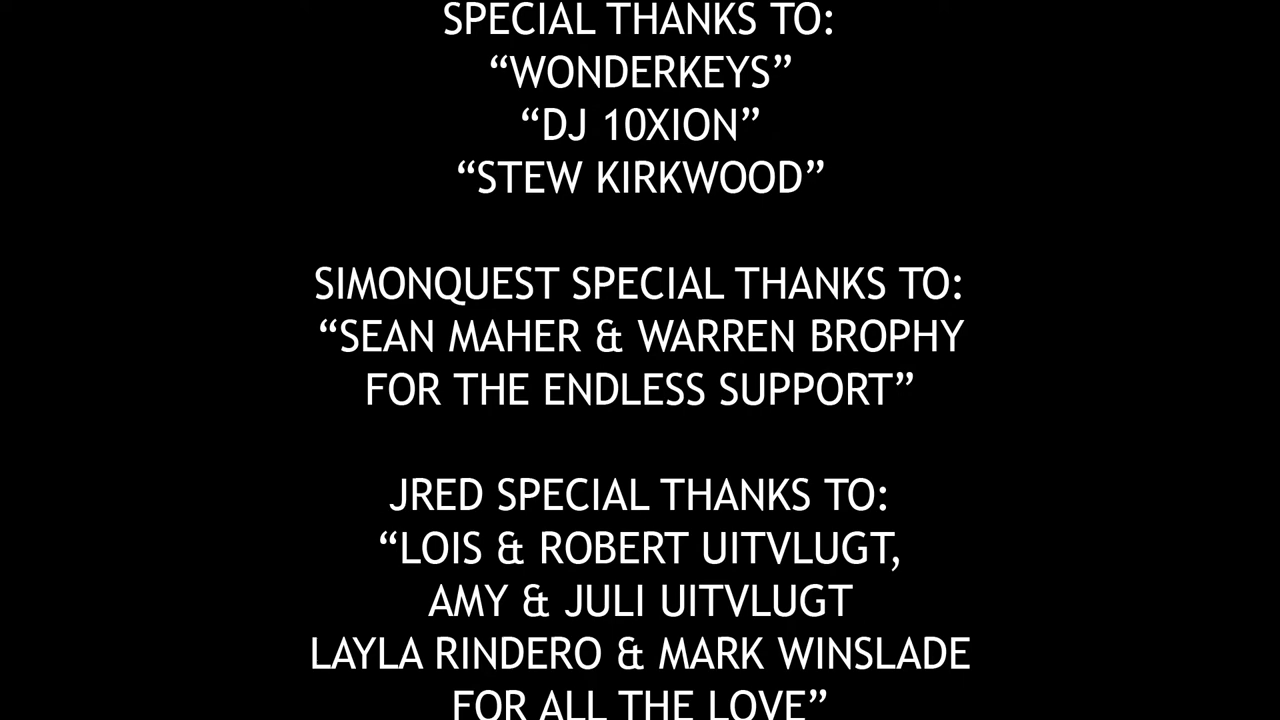 SPECIAL THANKS TO:
“WONDERKEYS”
“DJ 10XION”
“STEW KIRKWOOD”
SIMONQUEST SPECIAL THANKS TO:
“SEAN MAHER & WARREN BROPHY
FOR THE ENDLESS SUPPORT”
JRED SPECIAL THANKS TO:
“LOIS & ROBERT UITVLUGT,
AMY & JULI UITVLUGT
LAYLA RINDERO & MARK WINSLADE
FOR ALL THE LOVE”